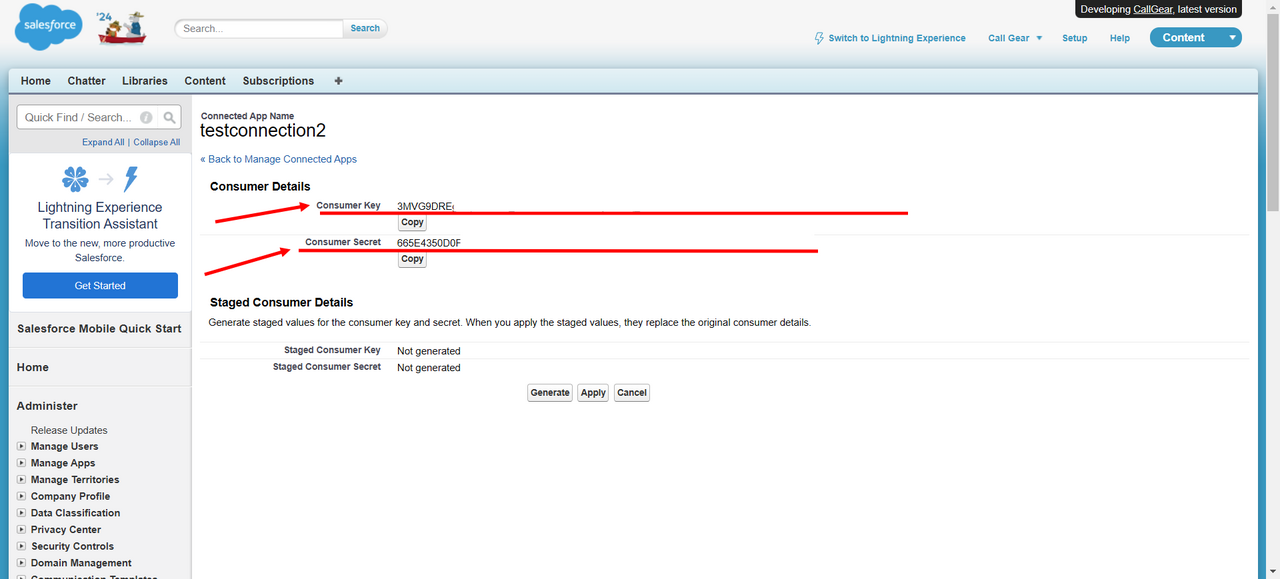 Developing CallGear, latest version
salesforce
'24
Search...
Search
Switch to Lightning Experience
Call Gear
Setup
Help
Content
Home
Chatter
Libraries
Content
Subscriptions
+
Quick Find / Search...
Expand All | Collapse All
Lightning Experience
Transition Assistant
Move to the new, more productive
Salesforce.
Get Started
Salesforce Mobile Quick Start
Home
Administer
Release Updates
Manage Users
Manage Apps
Manage Territories
Company Profile
Data Classification
Privacy Center
Security Controls
Domain Management
Communication Templates
Connected App Name
testconnection2
« Back to Manage Connected Apps
Consumer Details
Consumer Key 3MVG9DRE
Copy
Consumer Secret 665E4350D0F
Copy
Staged Consumer Details
Generate staged values for the consumer key and secret. When you apply the staged values, they replace the original consumer details.
Staged Consumer Key Not generated
Staged Consumer Secret Not generated
Generate
Apply
Cancel